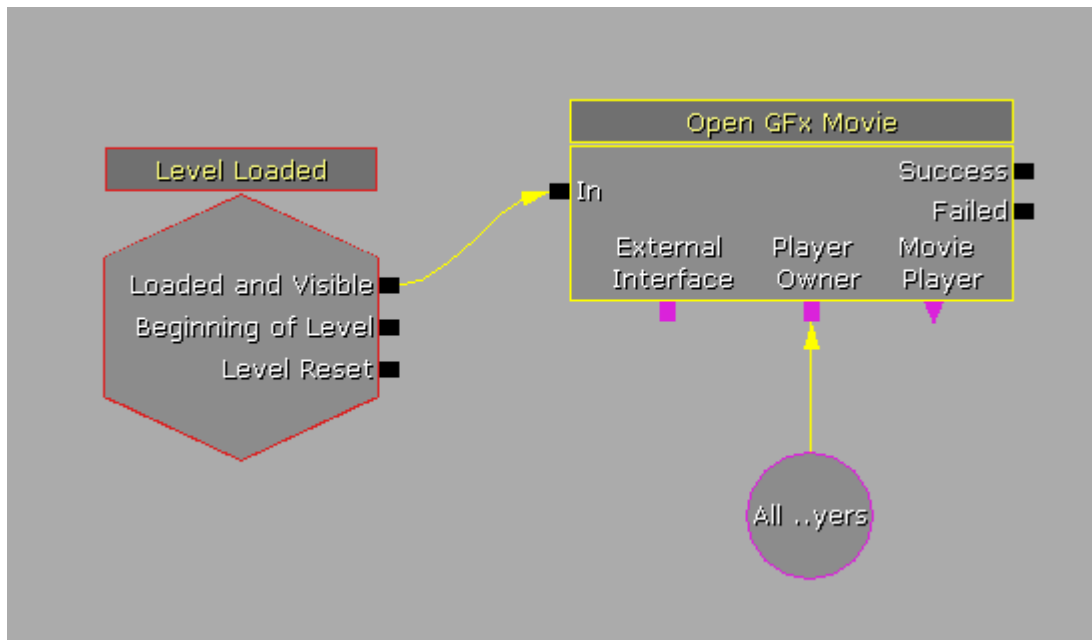 Level Loaded
Loaded and Visible
Beginning of Level
Level Reset
Open GFx Movie
In
Success
Failed
External
Interface
Player
Owner
Movie
Player
All ..yers